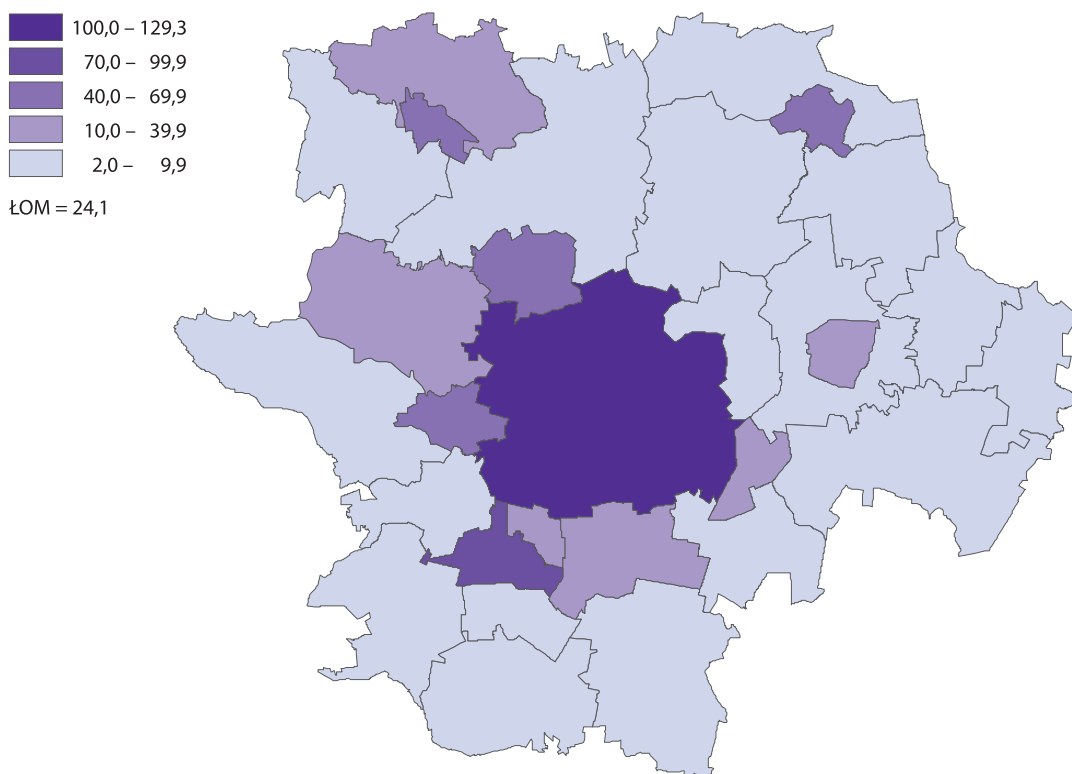 100,0 – 129,3
70,0 – 99,9
40,0 – 69,9
10,0 – 39,9
2,0 – 9,9
ŁOM = 24,1